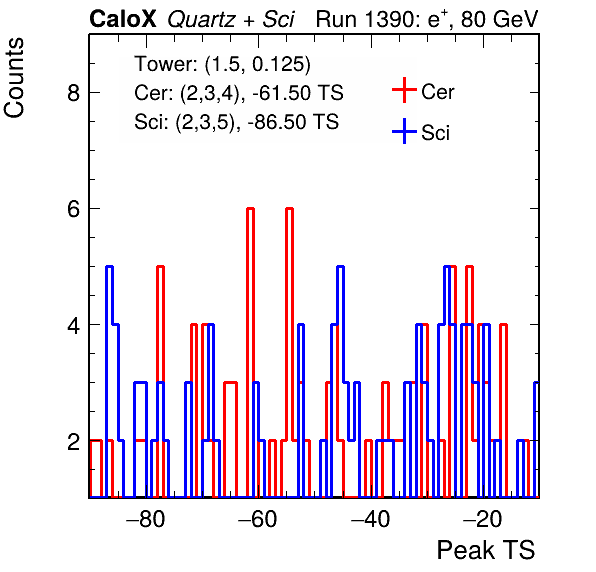 CaloX Quartz + Sci Run 1390: e+, 80 GeV
Counts
Tower: (1.5, 0.125)
Cer: (2,3,4), -61.50 TS
Sci: (2,3,5), -86.50 TS
Cer
Sci
8
6
4
2
−80 −60 −40 −20
Peak TS